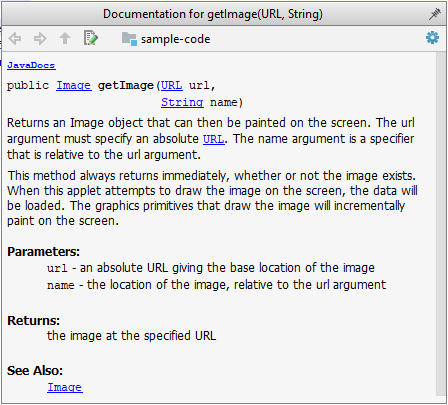 Documentation for getImage(URL, String)
sample-code
JavaDocs
public Image getImage(URL url,
String name)
Returns an Image object that can then be painted on the screen. The url
argument must specify an absolute URL. The name argument is a specifier
that is relative to the url argument.
This method always returns immediately, whether or not the image exists.
When this applet attempts to draw the image on the screen, the data will
be loaded. The graphics primitives that draw the image will incrementally
paint on the screen.
Parameters:
url - an absolute URL giving the base location of the image
name - the location of the image, relative to the url argument
Returns:
the image at the specified URL
See Also:
Image